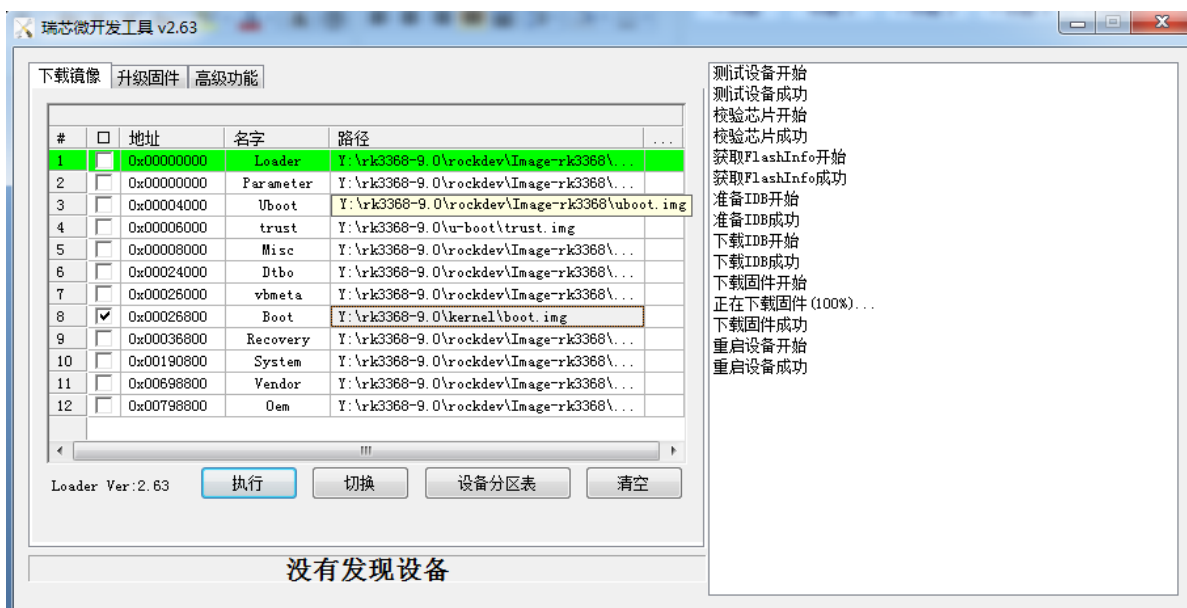 瑞芯微开发工具 v2.63
下载镜像 升级固件 高级功能
# 地址 名字 路径 ...
1 0x00000000 Loader Y:\rk3368-9.0\rockdev\Image-rk3368\...
2 0x00000000 Parameter Y:\rk3368-9.0\rockdev\Image-rk3368\...
3 0x00004000 Uboot Y:\rk3368-9.0\rockdev\Image-rk3368\uboot.img
4 0x00006000 trust Y:\rk3368-9.0\u-boot\trust.img
5 0x00008000 Misc Y:\rk3368-9.0\rockdev\Image-rk3368\...
6 0x00024000 Dtbo Y:\rk3368-9.0\rockdev\Image-rk3368\...
7 0x00026000 vbmeta Y:\rk3368-9.0\rockdev\Image-rk3368\...
8 0x00026800 Boot Y:\rk3368-9.0\kernel\boot.img
9 0x00036800 Recovery Y:\rk3368-9.0\rockdev\Image-rk3368\...
10 0x00190800 System Y:\rk3368-9.0\rockdev\Image-rk3368\...
11 0x00698800 Vendor Y:\rk3368-9.0\rockdev\Image-rk3368\...
12 0x00798800 Oem Y:\rk3368-9.0\rockdev\Image-rk3368\...
Loader Ver:2.63 执行 切换 设备分区表 清空
没有发现设备
测试设备开始
测试设备成功
校验芯片开始
校验芯片成功
获取FlashInfo开始
获取FlashInfo成功
准备IDB开始
准备IDB成功
下载IDB开始
下载IDB成功
下载固件开始
正在下载固件(100%)...
下载固件成功
重启设备开始
重启设备成功